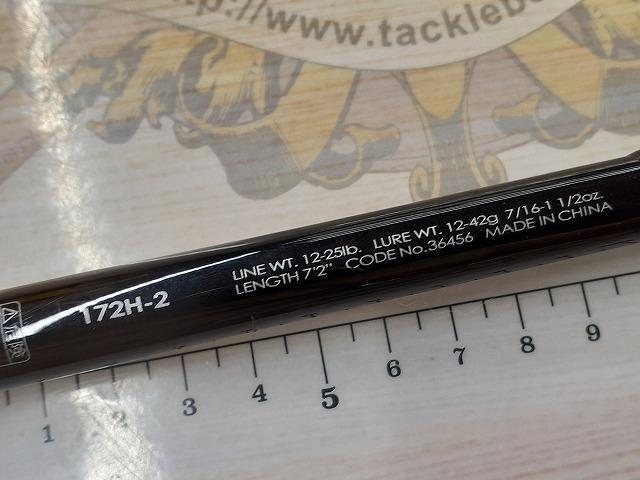 http://www.tacklebe
172H-2
LINE WT. 12-25lb. LURE WT. 12-42g 7/16-1 1/2oz.
LENGTH 7'2" CODE No.36456 MADE IN CHINA
1 2 3 4 5 6 7 8 9